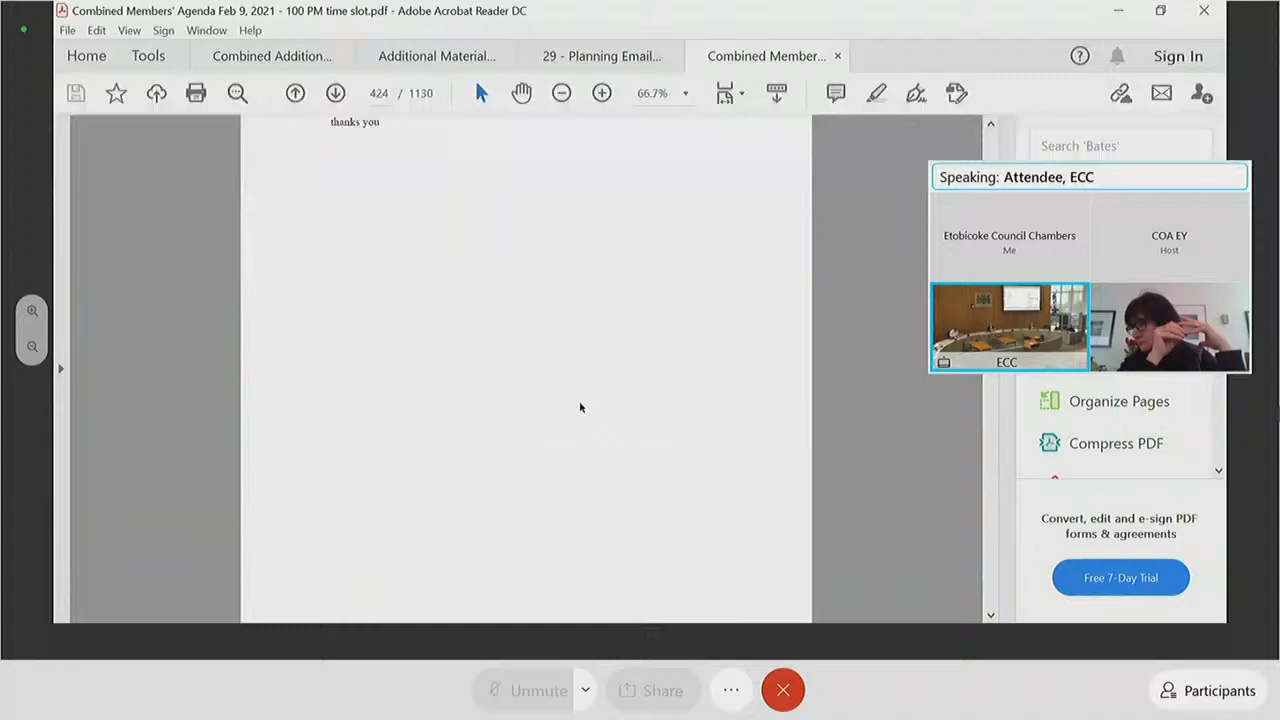 Combined Members' Agenda Feb 9, 2021 - 100 PM time slot.pdf - Adobe Acrobat Reader DC
File Edit View Sign Window Help
Home Tools Combined Addition... Additional Material... 29 - Planning Email... Combined Member... × Sign In
424 / 1130 66.7%
thanks you
Search 'Bates'
Speaking: Attendee, ECC
Etobicoke Council Chambers
Me
COA EY
Host
ECC
Organize Pages
Compress PDF
Convert, edit and e-sign PDF
forms & agreements
Free 7-Day Trial
Unmute Share ... Participants